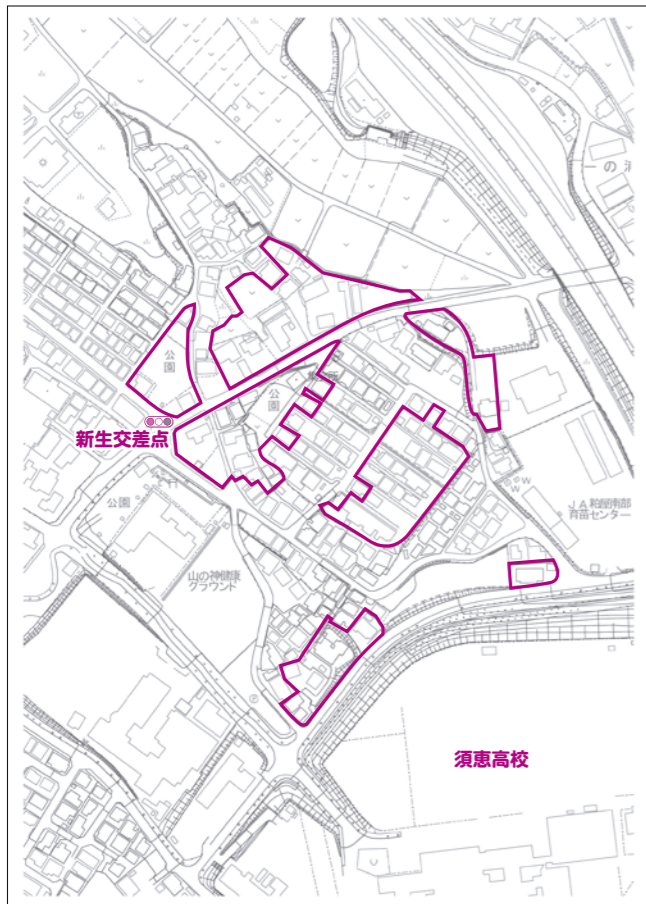 一の
公園
公園
新生交差点
公園
山の神健康
グラウンド
W
W
JA粕屋南部
育苗センター
須恵高校